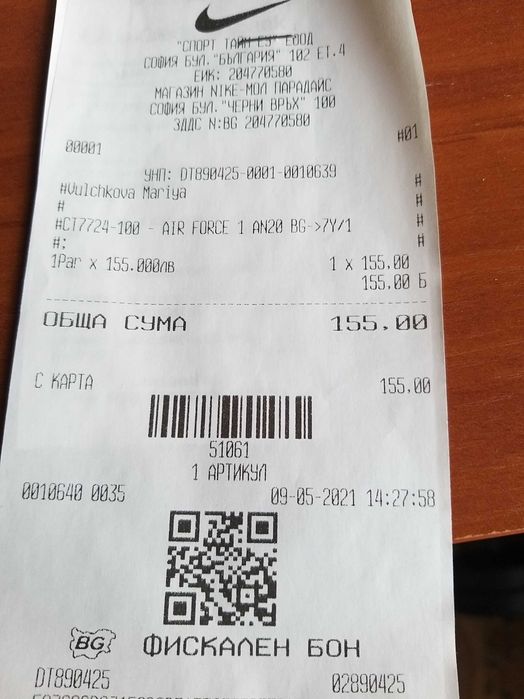 "СПОРТ ТАЙМ ЕЗ" ЕООД
СОФИЯ БУЛ. "БЪЛГАРИЯ" 102 ЕТ.4
ЕИК: 204770580
МАГАЗИН NIKE-МОЛ ПАРАДАЙС
СОФИЯ БУЛ. "ЧЕРНИ ВРЪХ" 100
ЗДДС N:BG 204770580
00001 #01
УНП: DT890425-0001-0010639
#Vulchkova Mariya #
# #
#CT7724-100 - AIR FORCE 1 AN20 BG->7Y/1 #
#: #
1Par x 155.000лв 1 x 155.00
155.00 Б
ОБЩА СУМА 155.00
С КАРТА 155.00
51061
1 АРТИКУЛ
0010640 0035 09-05-2021 14:27:58
BG ФИСКАЛЕН БОН
DT890425 02890425